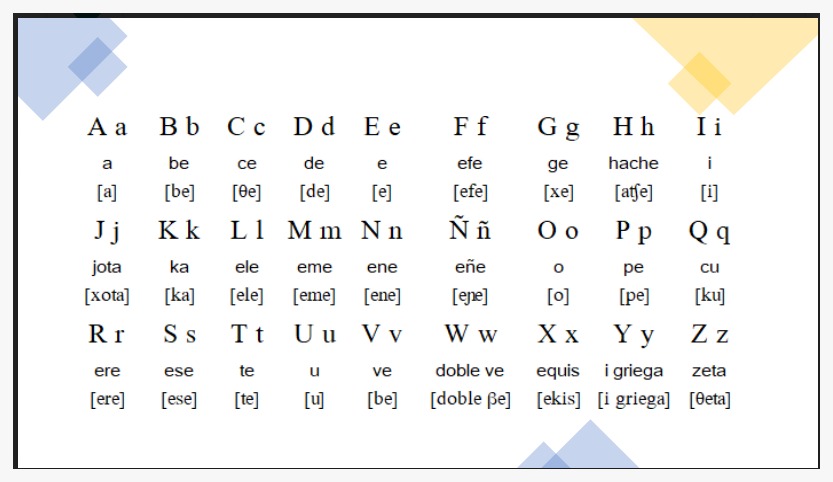 A a B b C c D d E e F f G g H h I i
a be ce de e efe ge hache i
[a] [be] [θe] [de] [e] [efe] [xe] [atʃe] [i]
J j K k L l M m N n Ñ ñ O o P p Q q
jota ka ele eme ene eñe o pe cu
[xota] [ka] [ele] [eme] [ene] [eɲe] [o] [pe] [ku]
R r S s T t U u V v W w X x Y y Z z
ere ese te u ve doble ve equis i griega zeta
[ere] [ese] [te] [u] [be] [doble βe] [ekis] [i griega] [θeta]